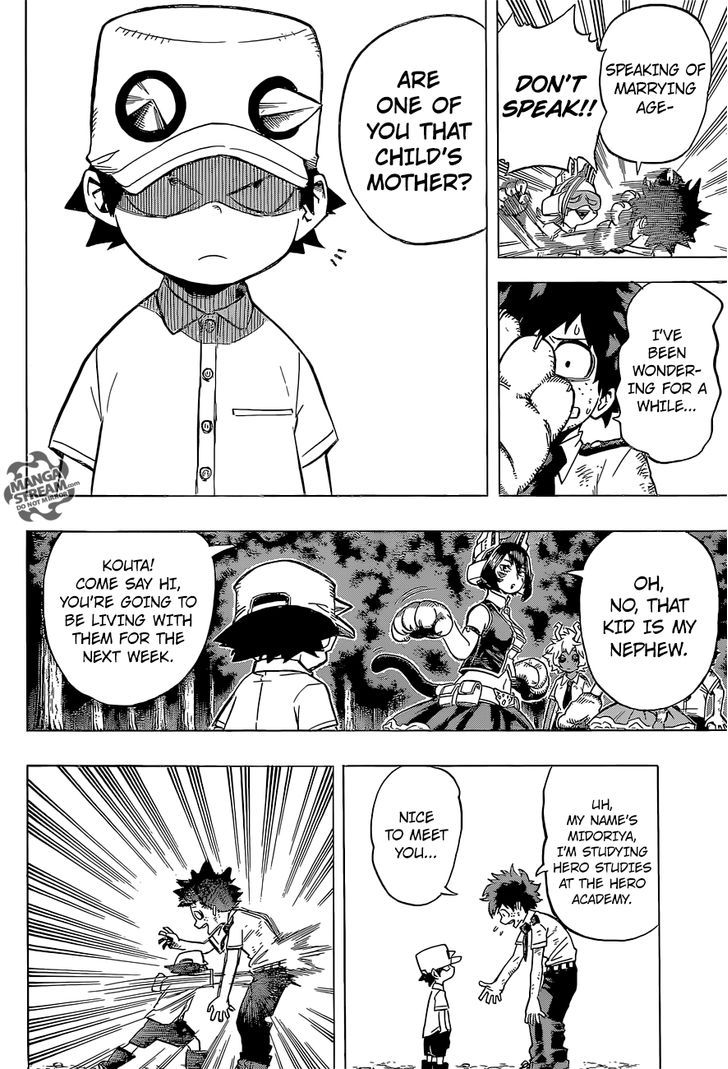 SPEAKING OF
MARRYING
AGE-
DON'T
SPEAK!!
I'VE
BEEN
WONDER-
ING FOR A
WHILE...
ARE
ONE OF
YOU THAT
CHILD'S
MOTHER?
MANGA
STREAM.com
DO NOT MIRROR
OH,
NO, THAT
KID IS MY
NEPHEW.
KOUTA!
COME SAY HI,
YOU'RE GOING TO
BE LIVING WITH
THEM FOR THE
NEXT WEEK.
UH,
MY NAME'S
MIDORIYA,
I'M STUDYING
HERO STUDIES
AT THE HERO
ACADEMY.
NICE
TO MEET
YOU...